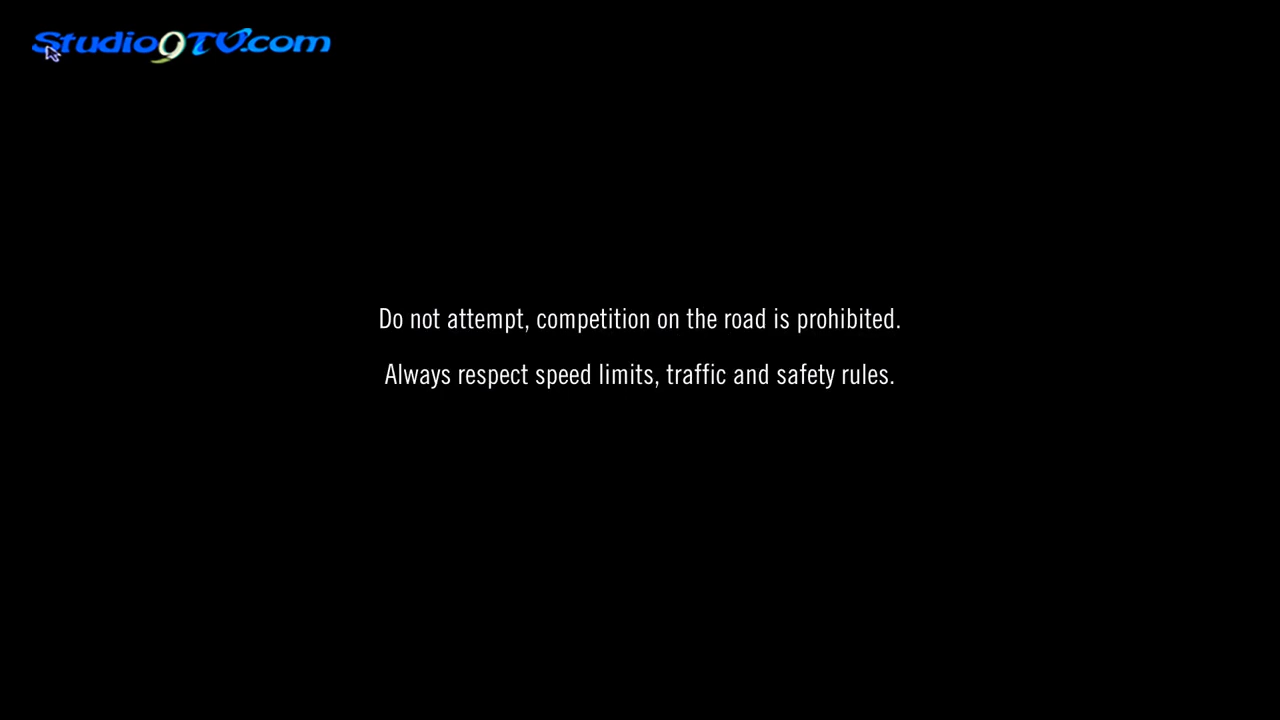 Studio9TV.com
Do not attempt, competition on the road is prohibited.
Always respect speed limits, traffic and safety rules.